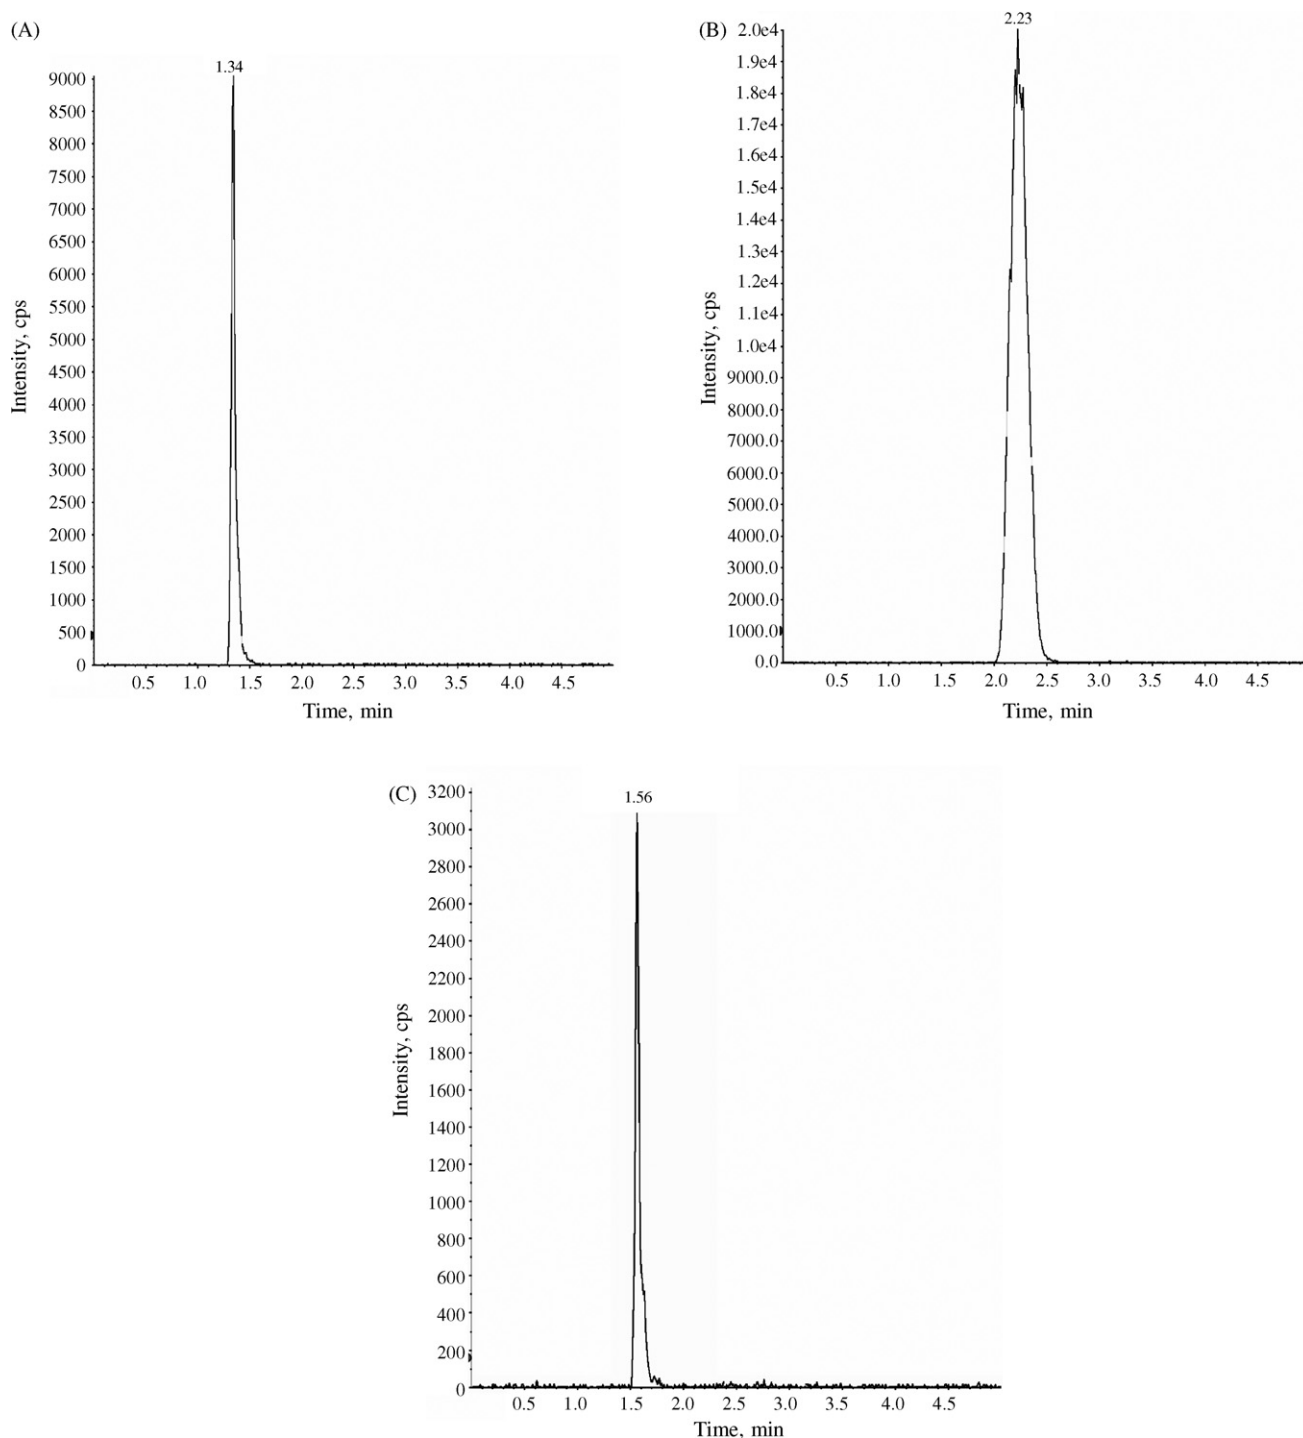 (A)
1.34
9000
8500
8000
7500
7000
6500
6000
5500
5000
4500
4000
3500
3000
2500
2000
1500
1000
500
0
Intensity, cps
0.5 1.0 1.5 2.0 2.5 3.0 3.5 4.0 4.5
Time, min
(B)
2.23
2.0e4
1.9e4
1.8e4
1.7e4
1.6e4
1.5e4
1.4e4
1.3e4
1.2e4
1.1e4
1.0e4
9000.0
8000.0
7000.0
6000.0
5000.0
4000.0
3000.0
2000.0
1000.0
0.0
Intensity, cps
0.5 1.0 1.5 2.0 2.5 3.0 3.5 4.0 4.5
Time, min
(C)
1.56
3200
3000
2800
2600
2400
2200
2000
1800
1600
1400
1200
1000
800
600
400
200
0
Intensity, cps
0.5 1.0 1.5 2.0 2.5 3.0 3.5 4.0 4.5
Time, min